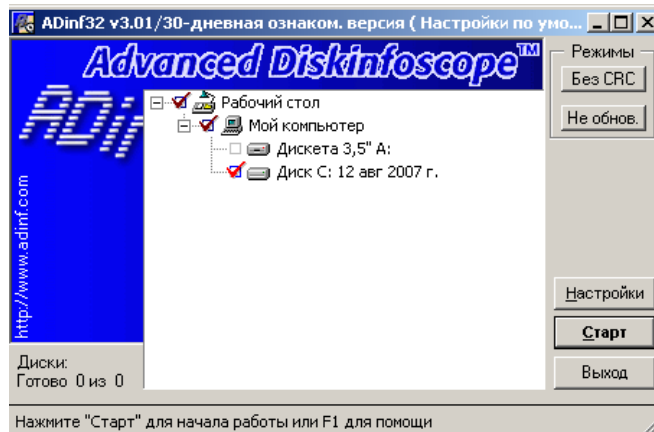 ADinf32 v3.01/30-дневная ознаком. версия ( Настройки по умо...
Advanced Diskinfoscope™
ADinf
http://www.adinf.com
Рабочий стол
Мой компьютер
Дискета 3,5" A:
Диск C: 12 авг 2007 г.
Режимы
Без CRC
Не обнов.
Настройки
Старт
Выход
Диски:
Готово 0 из 0
Нажмите "Старт" для начала работы или F1 для помощи